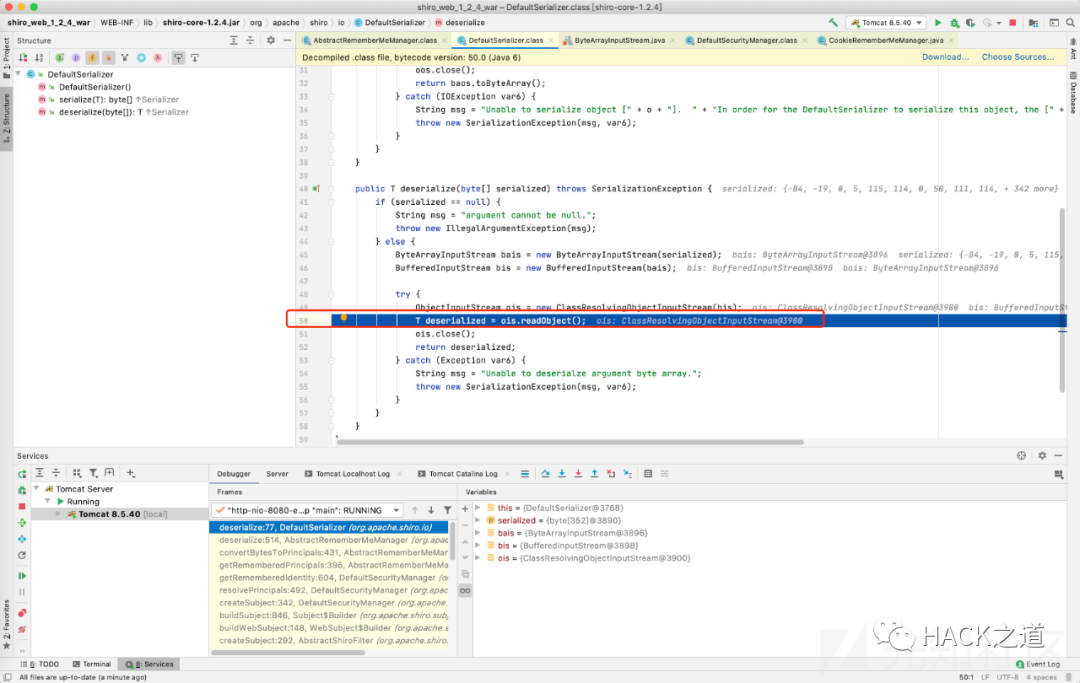 shiro_web_1_2_4_war – DefaultSerializer.class [shiro-core-1.2.4]
shiro_web_1_2_4_war WEB-INF lib shiro-core-1.2.4.jar org apache shiro io DefaultSerializer deserialize Tomcat 8.5.40
Structure
AbstractRememberMeManager.class DefaultSerializer.class ByteArrayInputStream.java DefaultSecurityManager.class CookieRememberMeManager.java
Decompiled .class file, bytecode version: 50.0 (Java 6) Download... Choose Sources...
1: Project
2: Structure
2: Favorites
Ant
Database
DefaultSerializer
DefaultSerializer()
serialize(T): byte[] ↑Serializer
deserialize(byte[]): T ↑Serializer
31 oos.close();
32 return baos.toByteArray();
33 } catch (IOException var6) {
34 String msg = "Unable to serialize object [" + o + "].  " + "In order for the DefaultSerializer to serialize this object, the [" +
35 throw new SerializationException(msg, var6);
36 }
37 }
38 }
39
40 public T deserialize(byte[] serialized) throws SerializationException { serialized: {-84, -19, 0, 5, 115, 114, 0, 50, 111, 114, + 342 more}
41 if (serialized == null) {
42 String msg = "argument cannot be null.";
43 throw new IllegalArgumentException(msg);
44 } else {
45 ByteArrayInputStream bais = new ByteArrayInputStream(serialized); bais: ByteArrayInputStream@3896 serialized: {-84, -19, 0, 5, 115,
46 BufferedInputStream bis = new BufferedInputStream(bais); bis: BufferedInputStream@3898 bais: ByteArrayInputStream@3896
47
48 try {
49 ObjectInputStream ois = new ClassResolvingObjectInputStream(bis); ois: ClassResolvingObjectInputStream@3900 bis: BufferedInputS
50 T deserialized = ois.readObject(); ois: ClassResolvingObjectInputStream@3900
51 ois.close();
52 return deserialized;
53 } catch (Exception var6) {
54 String msg = "Unable to deserialze argument byte array.";
55 throw new SerializationException(msg, var6);
56 }
57 }
58 }
59
Services
Debugger Server Tomcat Localhost Log Tomcat Catalina Log
Tomcat Server
Running
Tomcat 8.5.40 [local]
Frames
"http-nio-8080-e...p "main": RUNNING
deserialize:77, DefaultSerializer (org.apache.shiro.io)
deserialize:514, AbstractRememberMeManager (org.apac
convertBytesToPrincipals:431, AbstractRememberMeMar
getRememberedPrincipals:396, AbstractRememberMeMa
getRememberedIdentity:604, DefaultSecurityManager (o
resolvePrincipals:492, DefaultSecurityManager (org.apac
createSubject:342, DefaultSecurityManager (org.apache.
buildSubject:846, Subject$Builder (org.apache.shiro.sub
buildWebSubject:148, WebSubject$Builder (org.apache.
createSubject:292, AbstractShiroFilter (org.apache.shiro.
Variables
this = {DefaultSerializer@3768}
serialized = {byte[352]@3890}
bais = {ByteArrayInputStream@3896}
bis = {BufferedInputStream@3898}
ois = {ClassResolvingObjectInputStream@3900}
HACK之道
6: TODO Terminal 8: Services Event Log
All files are up-to-date (a minute ago) 50:1 LF UTF-8 4 spaces